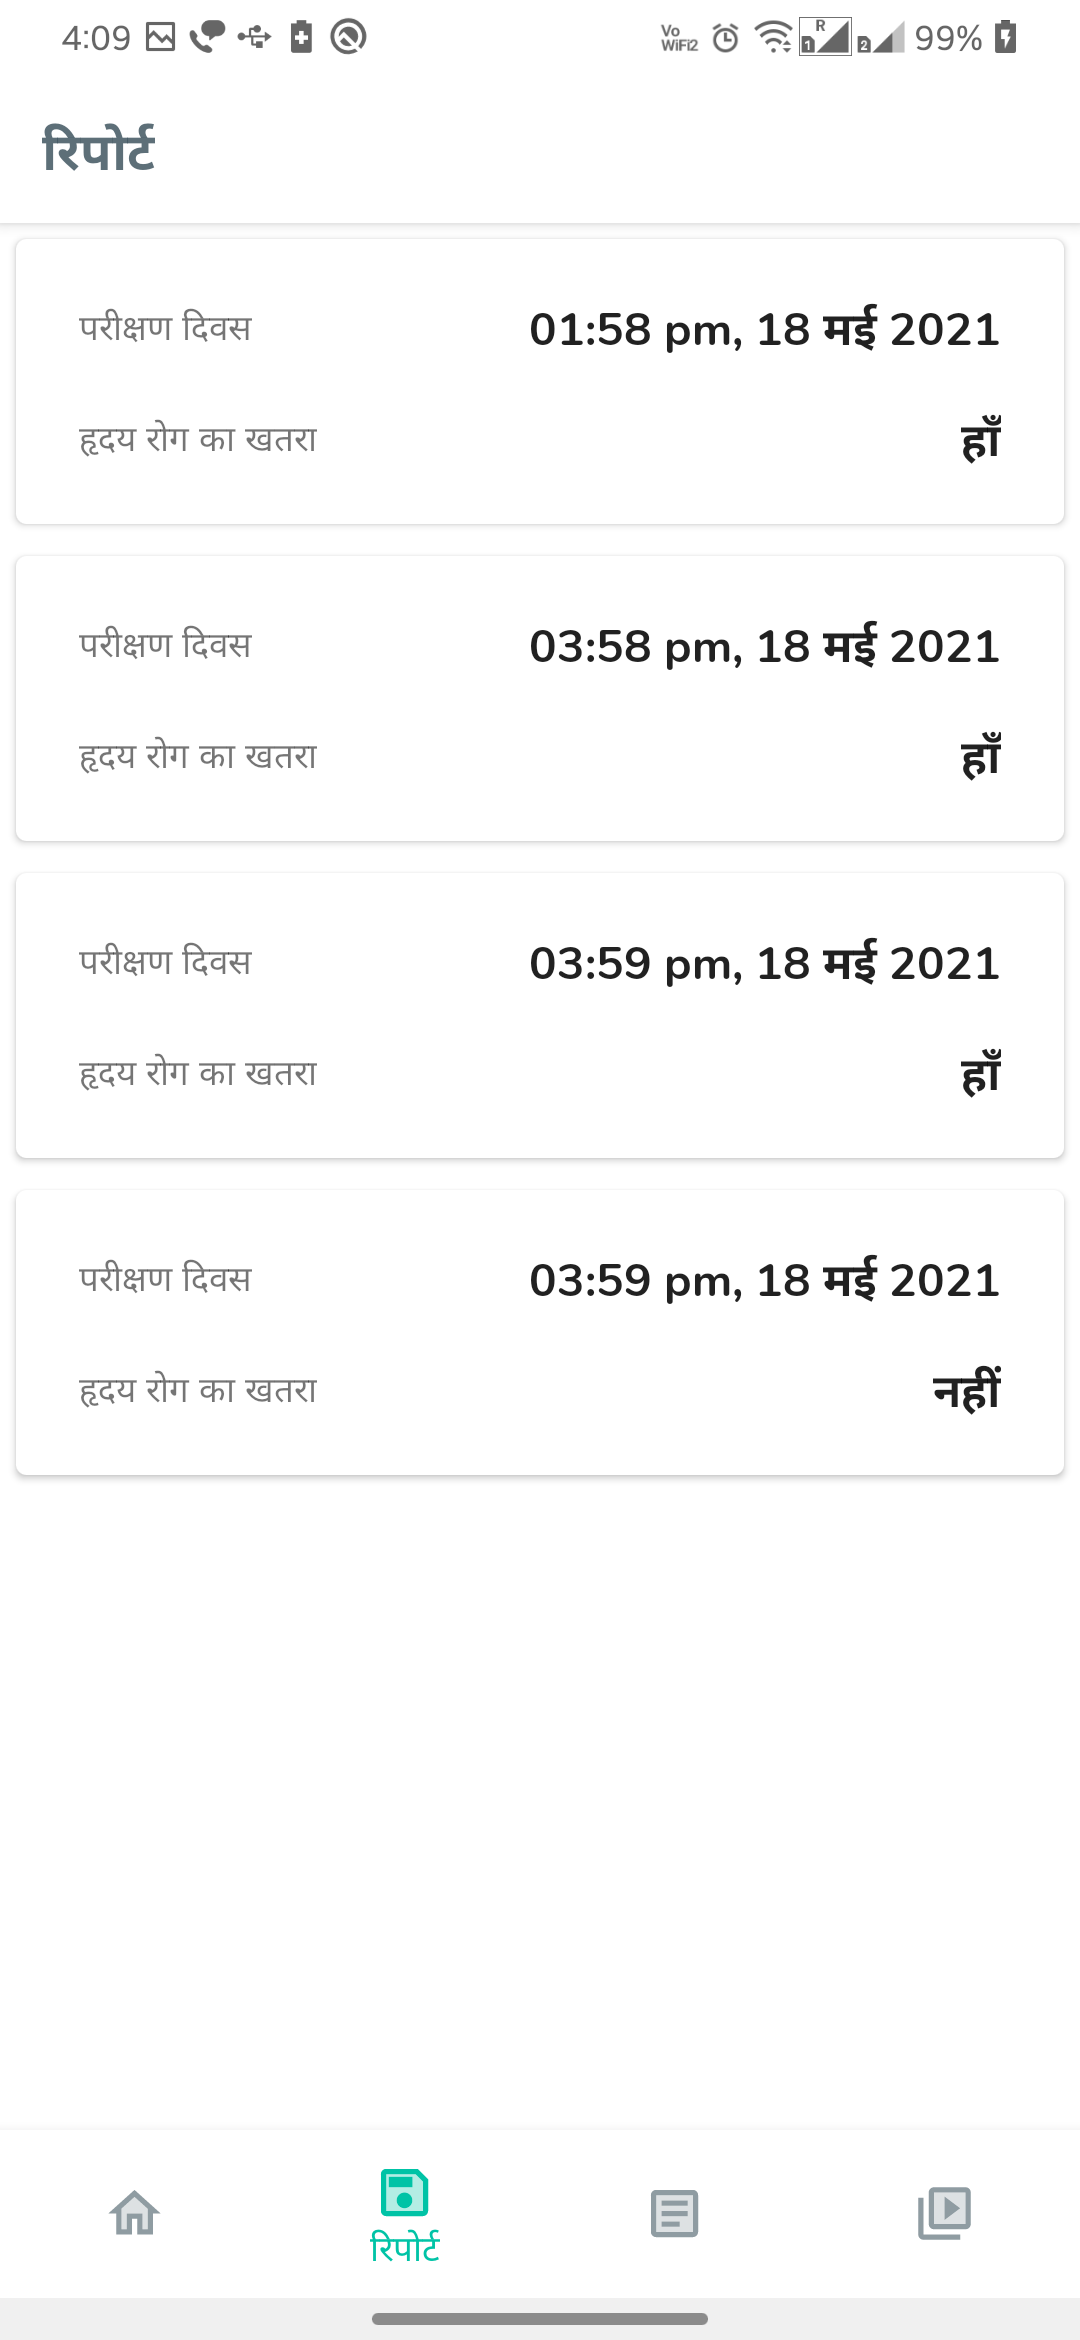 4:09 Vo WiFi2 R 1 2 99%
रिपोर्ट
परीक्षण दिवस 01:58 pm, 18 मई 2021
हृदय रोग का खतरा हाँ
परीक्षण दिवस 03:58 pm, 18 मई 2021
हृदय रोग का खतरा हाँ
परीक्षण दिवस 03:59 pm, 18 मई 2021
हृदय रोग का खतरा हाँ
परीक्षण दिवस 03:59 pm, 18 मई 2021
हृदय रोग का खतरा नहीं
रिपोर्ट